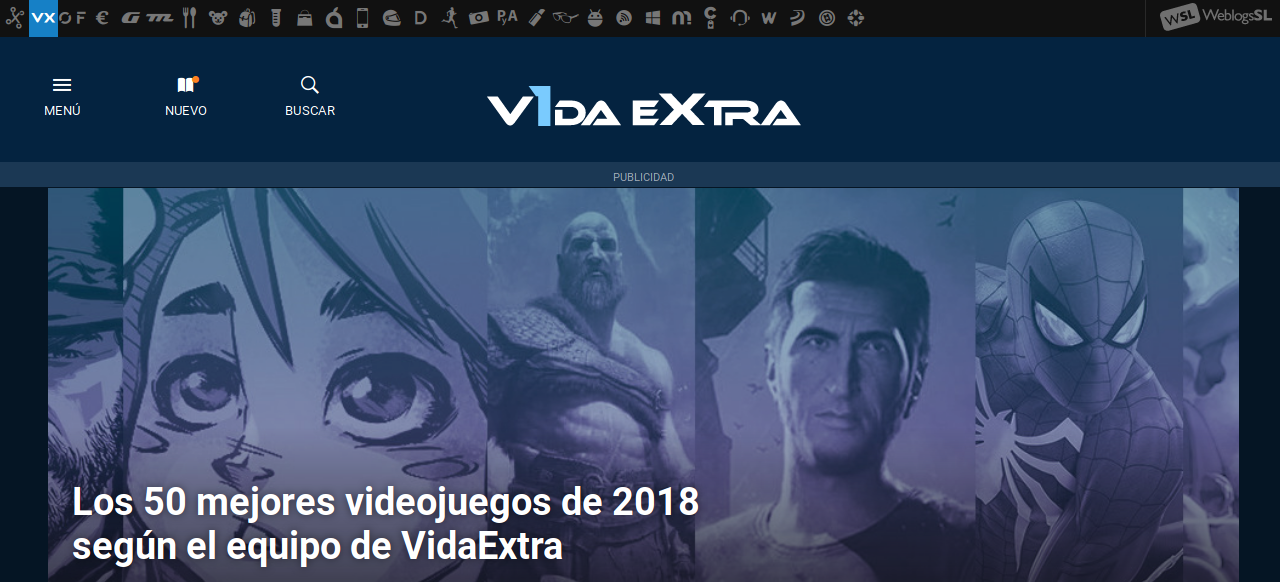 VX
F
€
G
D
WSL WeblogsSL
MENÚ
NUEVO
BUSCAR
V1DA EXTRA
PUBLICIDAD
Los 50 mejores videojuegos de 2018
según el equipo de VidaExtra